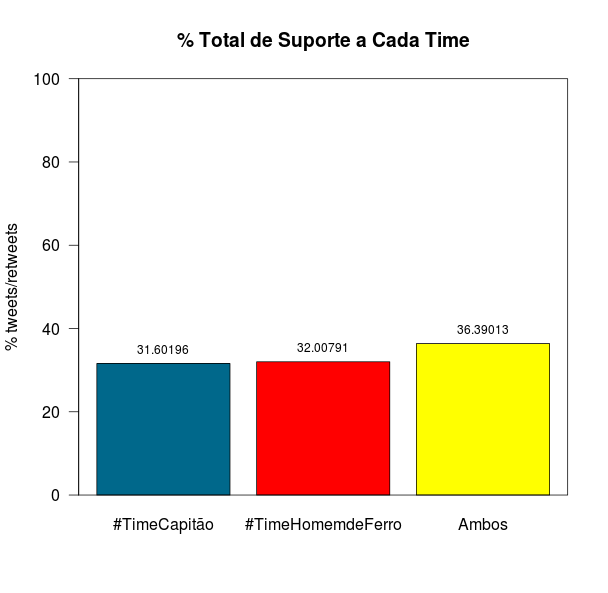 % Total de Suporte a Cada Time
% tweets/retweets
100
80
60
40
20
0
31.60196
32.00791
36.39013
#TimeCapitão
#TimeHomemdeFerro
Ambos